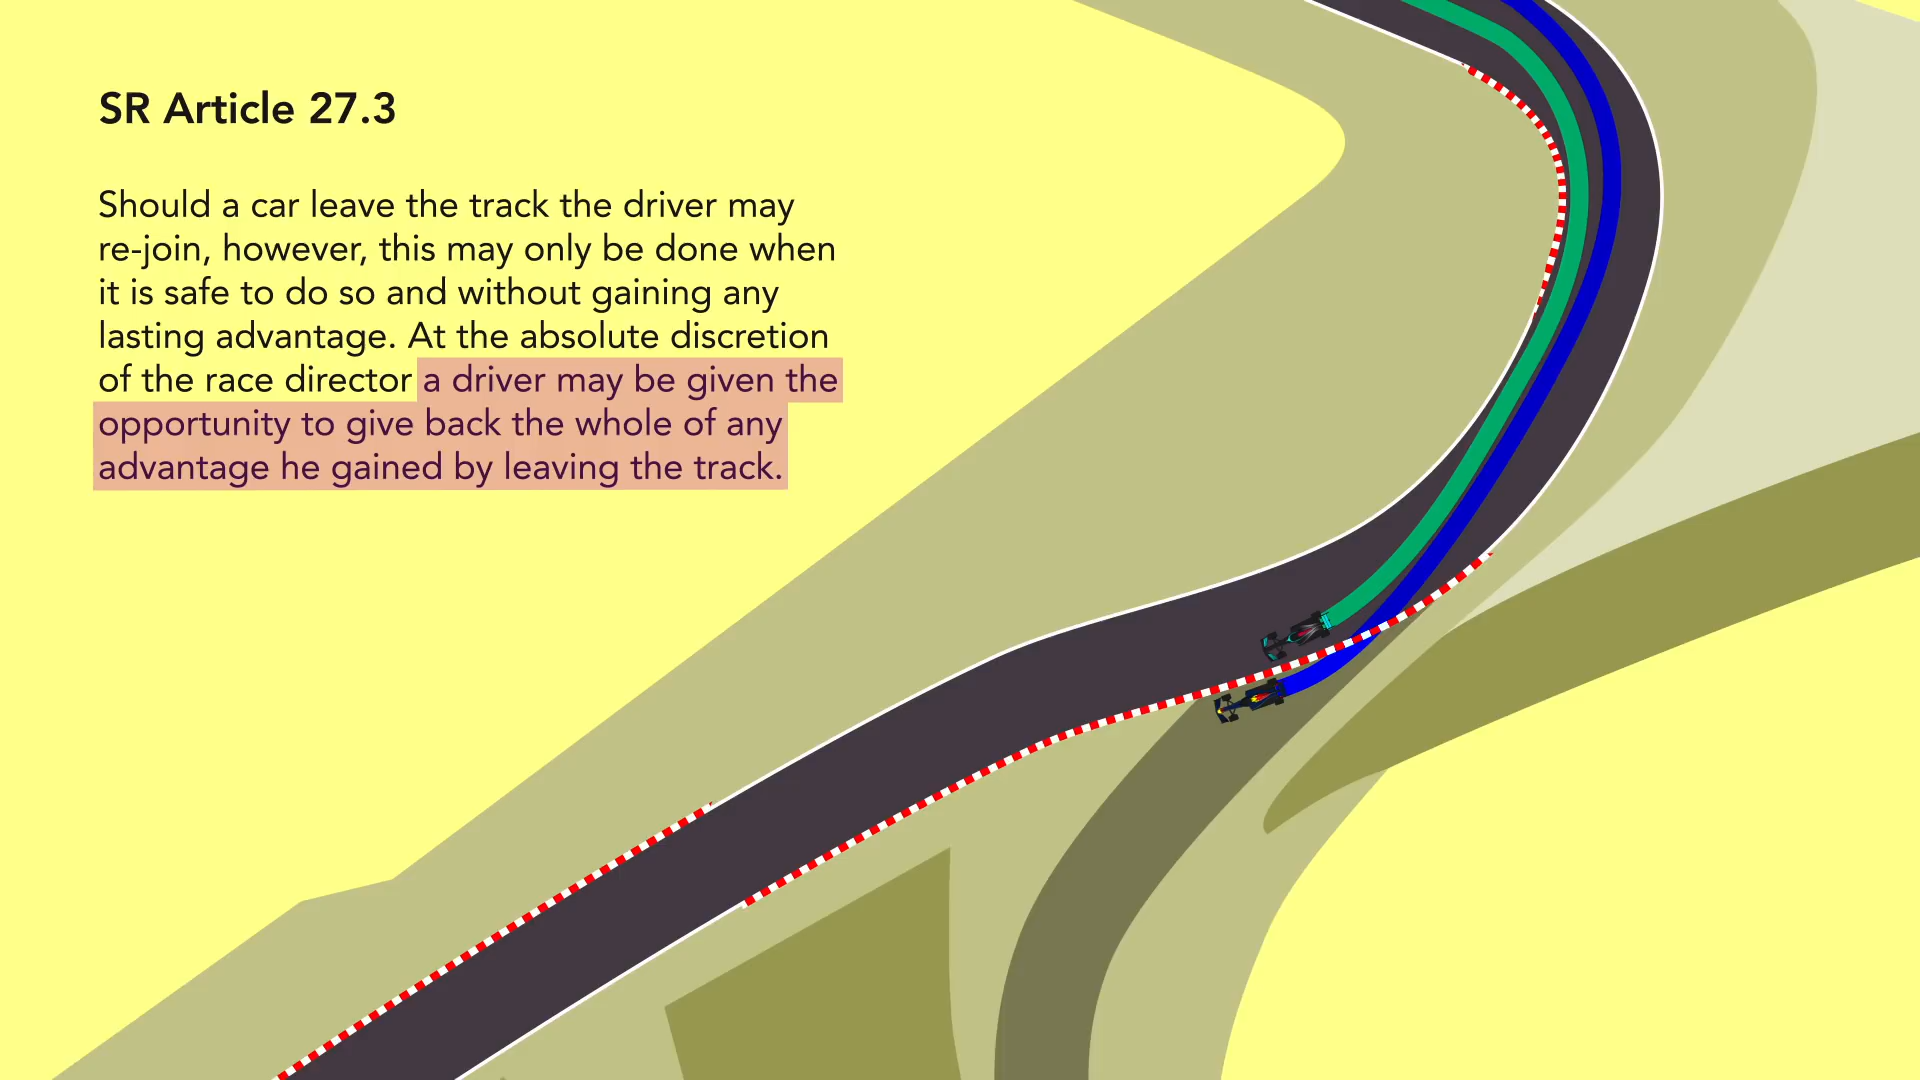 SR Article 27.3
Should a car leave the track the driver may
re-join, however, this may only be done when
it is safe to do so and without gaining any
lasting advantage. At the absolute discretion
of the race director a driver may be given the
opportunity to give back the whole of any
advantage he gained by leaving the track.